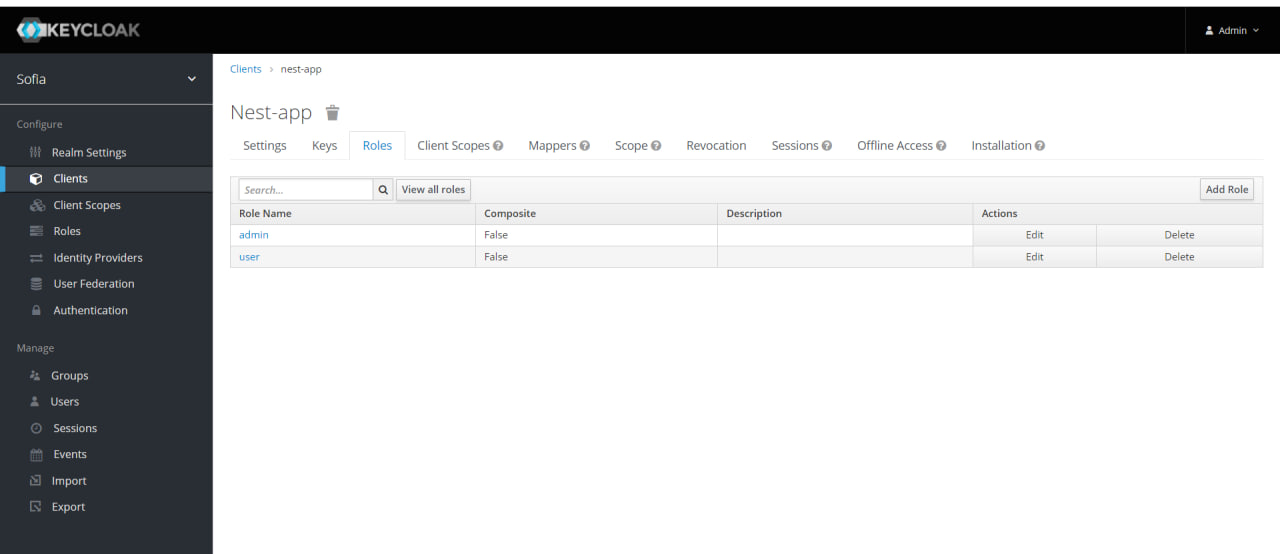 KEYCLOAK
Admin
Sofia
Clients > nest-app
Nest-app
Configure
Realm Settings
Clients
Client Scopes
Roles
Identity Providers
User Federation
Authentication
Manage
Groups
Users
Sessions
Events
Import
Export
Settings Keys Roles Client Scopes Mappers Scope Revocation Sessions Offline Access Installation
Search... View all roles Add Role
Role Name Composite Description Actions
admin False Edit Delete
user False Edit Delete